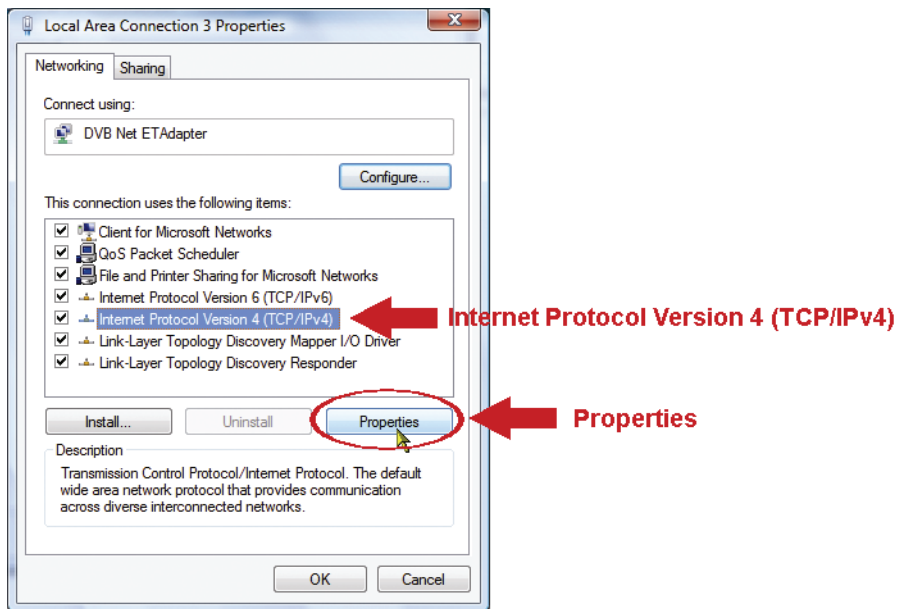 Local Area Connection 3 Properties
Networking
Sharing
Connect using:
DVB Net ETAdapter
Configure...
This connection uses the following items:
Client for Microsoft Networks
QoS Packet Scheduler
File and Printer Sharing for Microsoft Networks
Internet Protocol Version 6 (TCP/IPv6)
Internet Protocol Version 4 (TCP/IPv4)
Internet Protocol Version 4 (TCP/IPv4)
Link-Layer Topology Discovery Mapper I/O Driver
Link-Layer Topology Discovery Responder
Install...
Uninstall
Properties
Properties
Description
Transmission Control Protocol/Internet Protocol. The default
wide area network protocol that provides communication
across diverse interconnected networks.
OK
Cancel